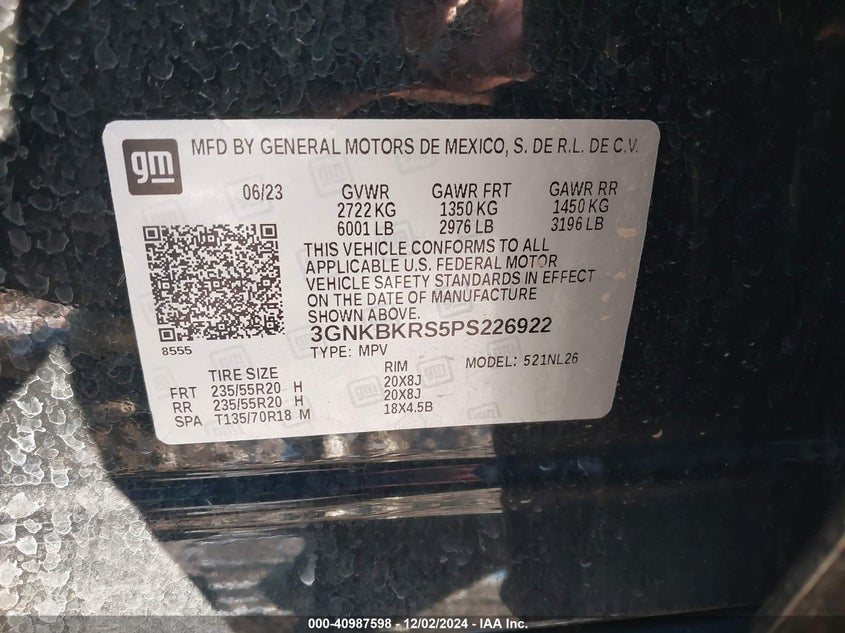 gm
MFD BY GENERAL MOTORS DE MEXICO, S. DE R.L. DE C.V.
06/23 GVWR GAWR FRT GAWR RR
2722 KG 1350 KG 1450 KG
6001 LB 2976 LB 3196 LB
THIS VEHICLE CONFORMS TO ALL
APPLICABLE U.S. FEDERAL MOTOR
VEHICLE SAFETY STANDARDS IN EFFECT
ON THE DATE OF MANUFACTURE
SHOWN ABOVE.
8555
3GNKBKRS5PS226922
TYPE: MPV MODEL: 521NL26
TIRE SIZE RIM
FRT 235/55R20 H 20X8J
RR 235/55R20 H 20X8J
SPA T135/70R18 M 18X4.5B
000-40987598 - 12/02/2024 - IAA Inc.